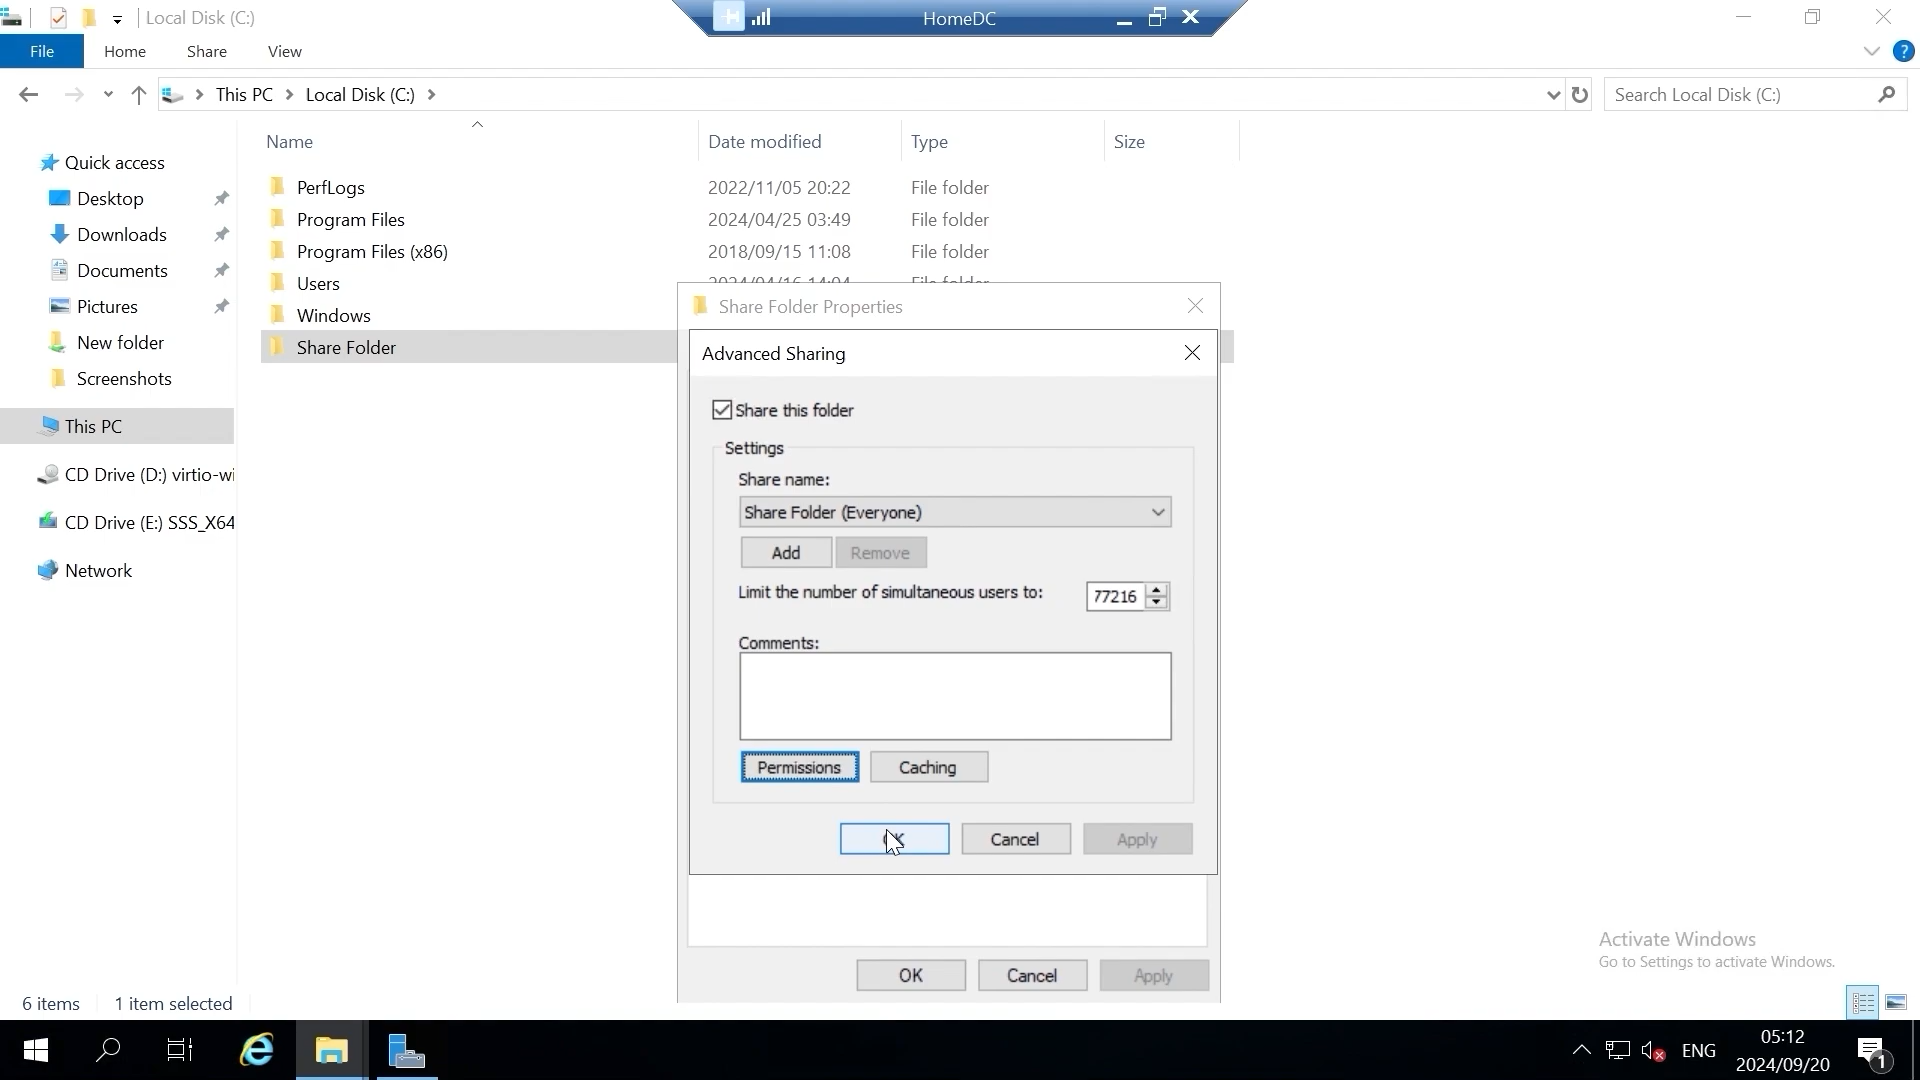 Local Disk (C:)
HomeDC
File
Home
Share
View
?
This PC
Local Disk (C:)
Search Local Disk (C:)
Name
Date modified
Type
Size
Quick access
Desktop
Downloads
Documents
Pictures
New folder
Screenshots
This PC
CD Drive (D:) virtio-wi
CD Drive (E:) SSS_X64
Network
PerfLogs
2022/11/05 20:22
File folder
Program Files
2024/04/25 03:49
File folder
Program Files (x86)
2018/09/15 11:08
File folder
Users
2024/04/16 14:04
File folder
Windows
Share Folder
Share Folder Properties
Advanced Sharing
Share this folder
Settings
Share name:
Share Folder (Everyone)
Add
Remove
Limit the number of simultaneous users to:
77216
Comments:
Permissions
Caching
OK
Cancel
Apply
OK
Cancel
Apply
Activate Windows
Go to Settings to activate Windows.
6 items
1 item selected
ENG
05:12
2024/09/20
1